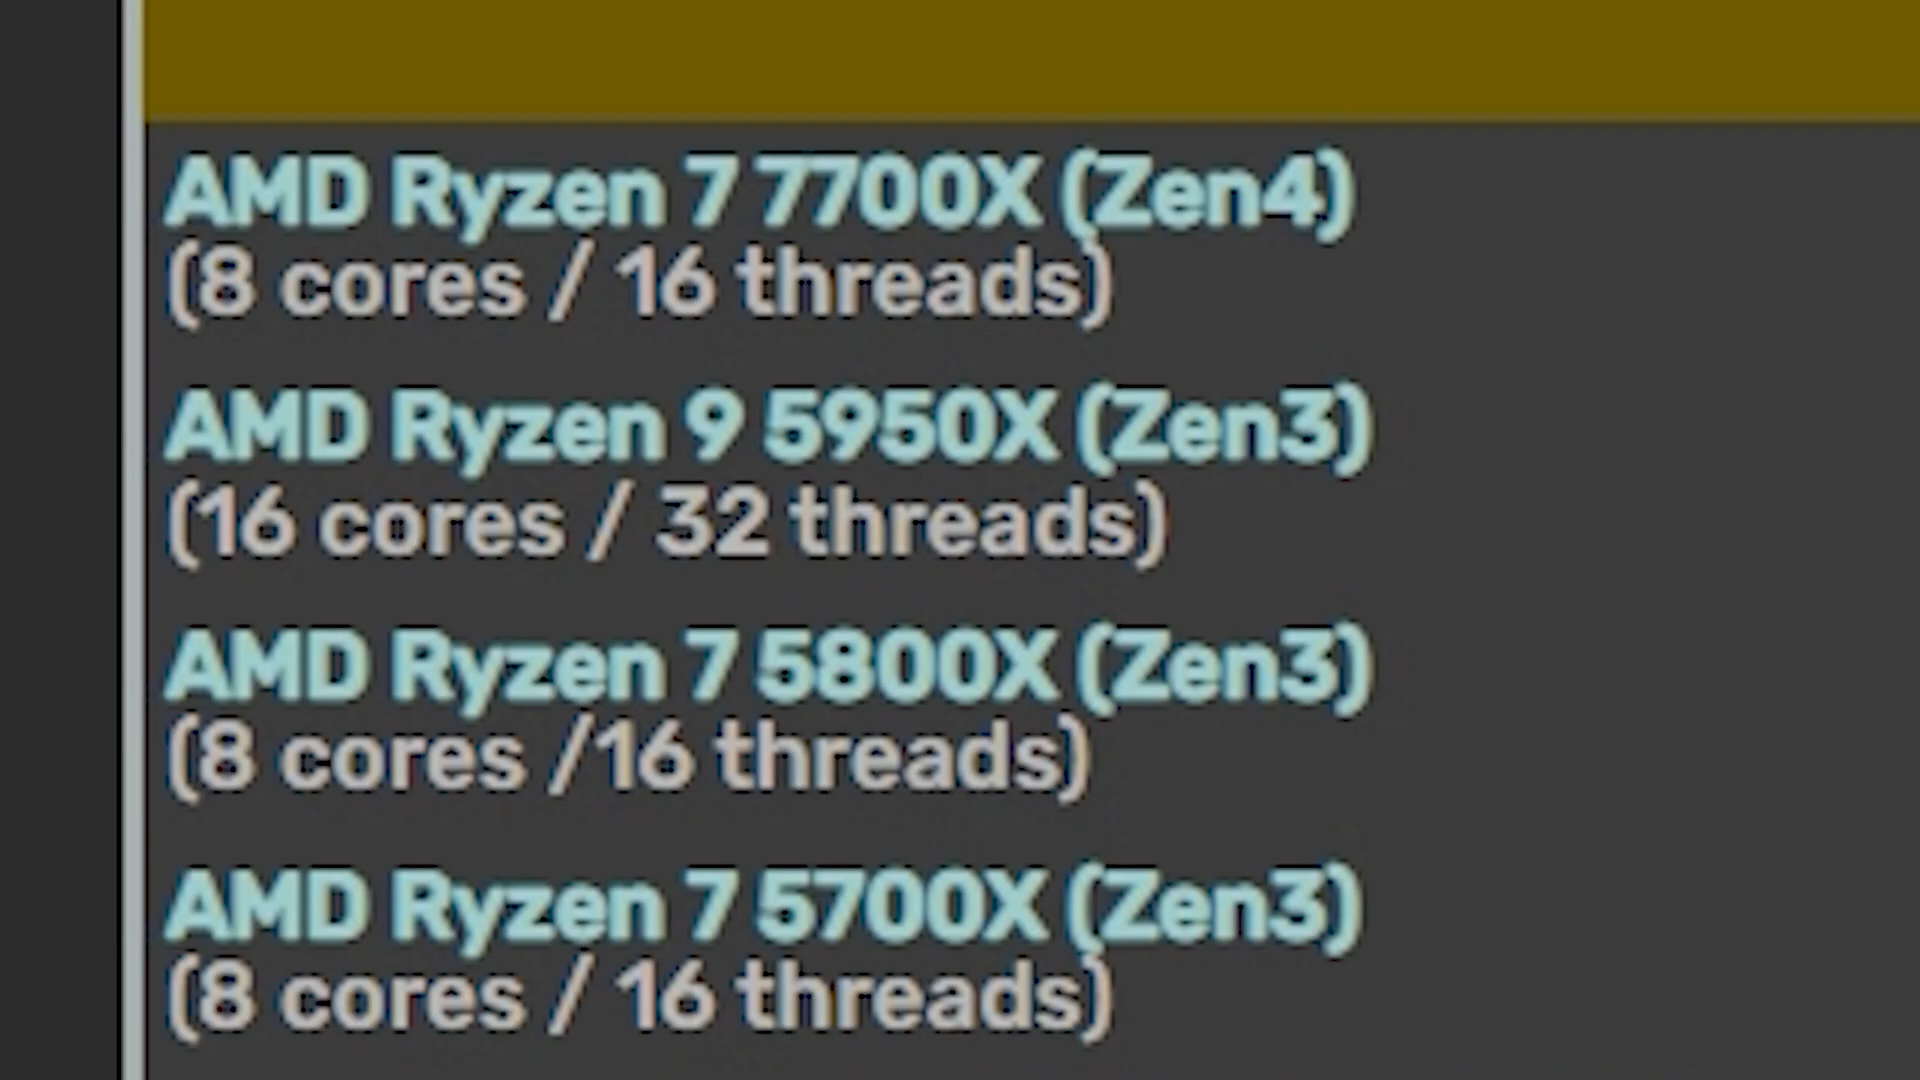 AMD Ryzen 7 7700X (Zen4)
(8 cores / 16 threads)
AMD Ryzen 9 5950X (Zen3)
(16 cores / 32 threads)
AMD Ryzen 7 5800X (Zen3)
(8 cores /16 threads)
AMD Ryzen 7 5700X (Zen3)
(8 cores / 16 threads)